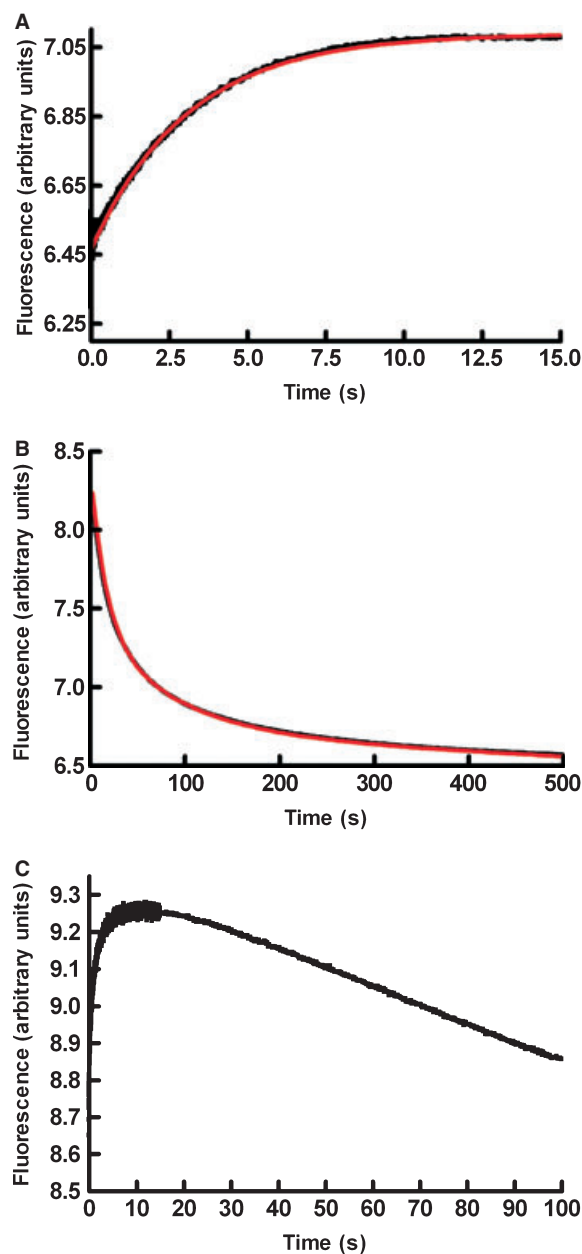 A
Fluorescence (arbitrary units)
7.05
6.85
6.65
6.45
6.25
0.0 2.5 5.0 7.5 10.0 12.5 15.0
Time (s)
B
Fluorescence (arbitrary units)
8.5
8.0
7.5
7.0
6.5
0 100 200 300 400 500
Time (s)
C
Fluorescence (arbitrary units)
9.3
9.2
9.1
9.0
8.9
8.8
8.7
8.6
8.5
0 10 20 30 40 50 60 70 80 90 100
Time (s)